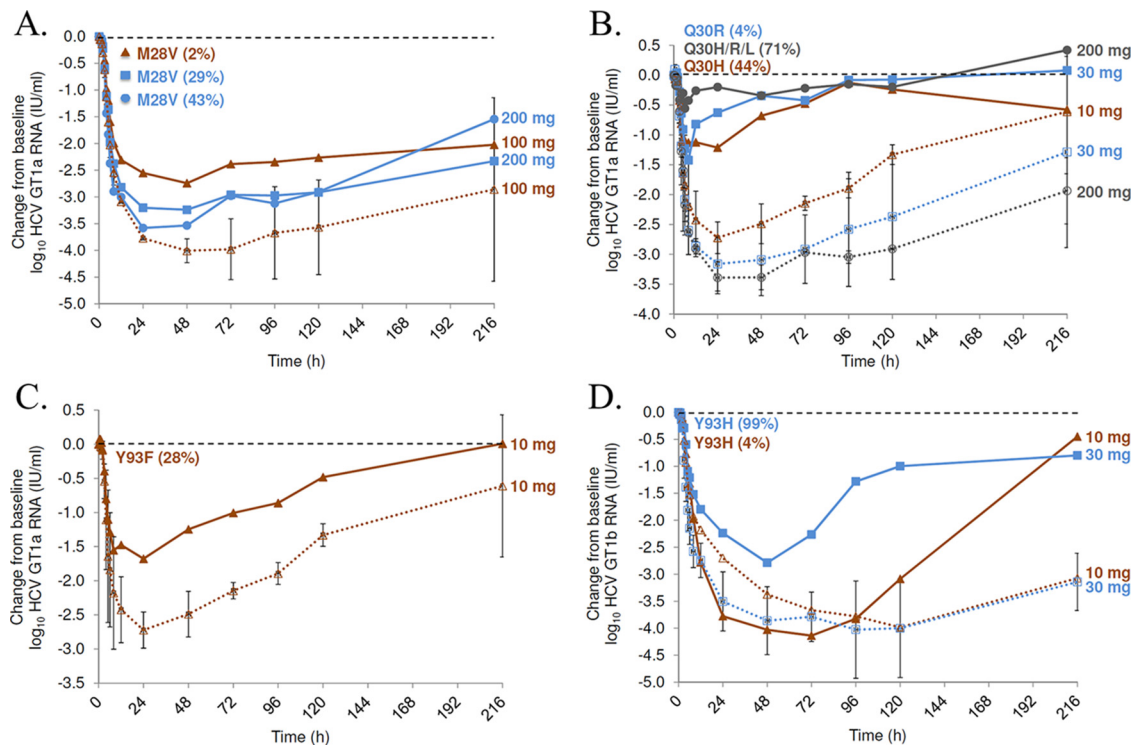 A.
Change from baseline
log10 HCV GT1a RNA (IU/ml)
0.0
-0.5
-1.0
-1.5
-2.0
-2.5
-3.0
-3.5
-4.0
-4.5
-5.0
M28V (2%)
M28V (29%)
M28V (43%)
200 mg
100 mg
200 mg
100 mg
0 24 48 72 96 120 144 168 192 216
Time (h)
B.
Change from baseline
log10 HCV GT1a RNA (IU/ml)
0.5
0.0
-0.5
-1.0
-1.5
-2.0
-2.5
-3.0
-3.5
-4.0
Q30R (4%)
Q30H/R/L (71%)
Q30H (44%)
200 mg
30 mg
10 mg
30 mg
200 mg
0 24 48 72 96 120 144 168 192 216
Time (h)
C.
Change from baseline
log10 HCV GT1a RNA (IU/ml)
0.5
0.0
-0.5
-1.0
-1.5
-2.0
-2.5
-3.0
-3.5
Y93F (28%)
10 mg
10 mg
0 24 48 72 96 120 144 168 192 216
Time (h)
D.
Change from baseline
log10 HCV GT1b RNA (IU/ml)
0.0
-0.5
-1.0
-1.5
-2.0
-2.5
-3.0
-3.5
-4.0
-4.5
-5.0
Y93H (99%)
Y93H (4%)
10 mg
30 mg
10 mg
30 mg
0 24 48 72 96 120 144 168 192 216
Time (h)